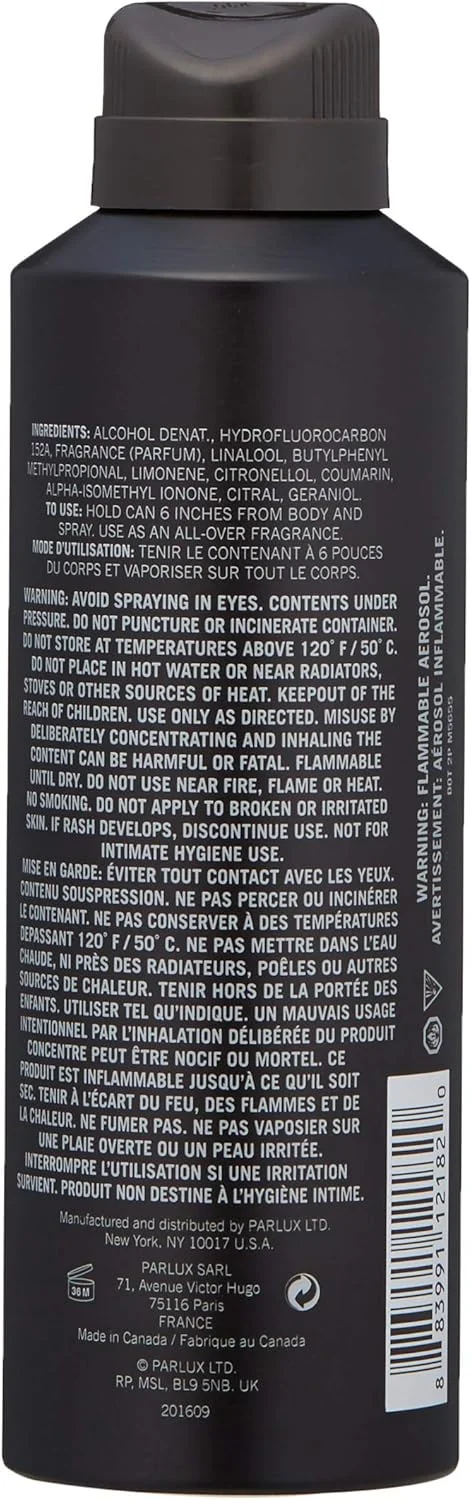 INGREDIENTS: ALCOHOL DENAT., HYDROFLUOROCARBON
152A, FRAGRANCE (PARFUM), LINALOOL, BUTYLPHENYL
METHYLPROPIONAL, LIMONENE, CITRONELLOL, COUMARIN,
ALPHA-ISOMETHYL IONONE, CITRAL, GERANIOL.
TO USE: HOLD CAN 6 INCHES FROM BODY AND
SPRAY. USE AS AN ALL-OVER FRAGRANCE.
MODE D'UTILISATION: TENIR LE CONTENANT À 6 POUCES
DU CORPS ET VAPORISER SUR TOUT LE CORPS.
WARNING: AVOID SPRAYING IN EYES. CONTENTS UNDER
PRESSURE. DO NOT PUNCTURE OR INCINERATE CONTAINER.
DO NOT STORE AT TEMPERATURES ABOVE 120° F / 50° C.
DO NOT PLACE IN HOT WATER OR NEAR RADIATORS,
STOVES OR OTHER SOURCES OF HEAT. KEEPOUT OF THE
REACH OF CHILDREN. USE ONLY AS DIRECTED. MISUSE BY
DELIBERATELY CONCENTRATING AND INHALING THE
CONTENT CAN BE HARMFUL OR FATAL. FLAMMABLE
UNTIL DRY. DO NOT USE NEAR FIRE, FLAME OR HEAT.
NO SMOKING. DO NOT APPLY TO BROKEN OR IRRITATED
SKIN. IF RASH DEVELOPS, DISCONTINUE USE. NOT FOR
INTIMATE HYGIENE USE.
MISE EN GARDE: ÉVITER TOUT CONTACT AVEC LES YEUX.
CONTENU SOUSPRESSION. NE PAS PERCER OU INCINÉRER
LE CONTENANT. NE PAS CONSERVER À DES TEMPÉRATURES
DÉPASSANT 120° F / 50° C. NE PAS METTRE DANS L'EAU
CHAUDE, NI PRÈS DES RADIATEURS, POÊLES OU AUTRES
SOURCES DE CHALEUR. TENIR HORS DE LA PORTÉE DES
ENFANTS. UTILISER TEL QU'INDIQUE. UN MAUVAIS USAGE
INTENTIONNEL PAR L'INHALATION DÉLIBÉRÉE DU PRODUIT
CONCENTRE PEUT ÊTRE NOCIF OU MORTEL. CE
PRODUIT EST INFLAMMABLE JUSQU'À CE QU'IL SOIT
SEC. TENIR À L'ÉCART DU FEU, DES FLAMMES ET DE
LA CHALEUR. NE FUMER PAS. NE PAS VAPORISER SUR
UNE PLAIE OVERTE OU UN PEAU IRRITÉE.
INTERROMPRE L'UTILISATION SI UNE IRRITATION
SURVIENT. PRODUIT NON DESTINE À L'HYGIÈNE INTIME.
Manufactured and distributed by PARLUX LTD.
New York, NY 10017 U.S.A.
PARLUX SARL
71, Avenue Victor Hugo
75116 Paris
FRANCE
36 M
Made in Canada / Fabrique au Canada
© PARLUX LTD.
RP, MSL, BL9 5NB. UK
201609
WARNING: FLAMMABLE AEROSOL.
AVERTISSEMENT: AÉROSOL INFLAMMABLE.
DOT 2P M5655
8 83991 12182 0